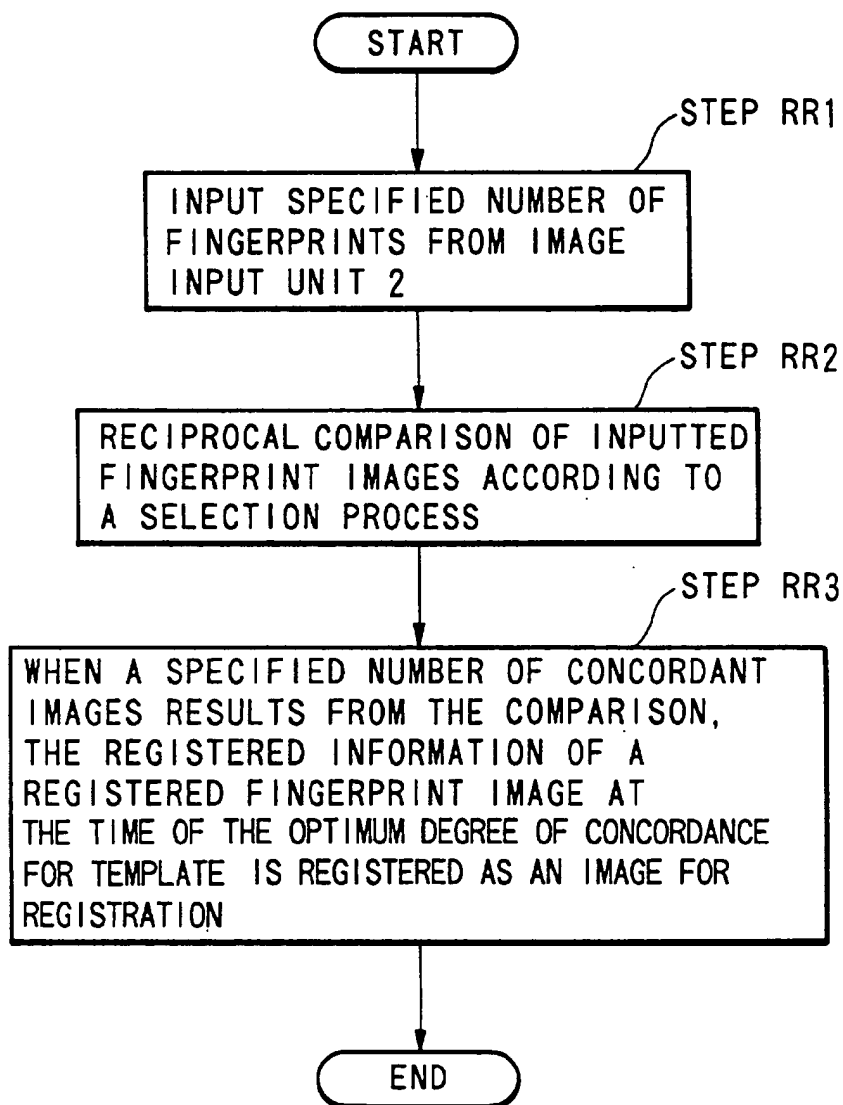 START
STEP RR1
INPUT SPECIFIED NUMBER OF
FINGERPRINTS FROM IMAGE
INPUT UNIT 2
STEP RR2
RECIPROCAL COMPARISON OF INPUTTED
FINGERPRINT IMAGES ACCORDING TO
A SELECTION PROCESS
STEP RR3
WHEN A SPECIFIED NUMBER OF CONCORDANT
IMAGES RESULTS FROM THE COMPARISON,
THE REGISTERED INFORMATION OF A
REGISTERED FINGERPRINT IMAGE AT
THE TIME OF THE OPTIMUM DEGREE OF CONCORDANCE
FOR TEMPLATE IS REGISTERED AS AN IMAGE FOR
REGISTRATION
END